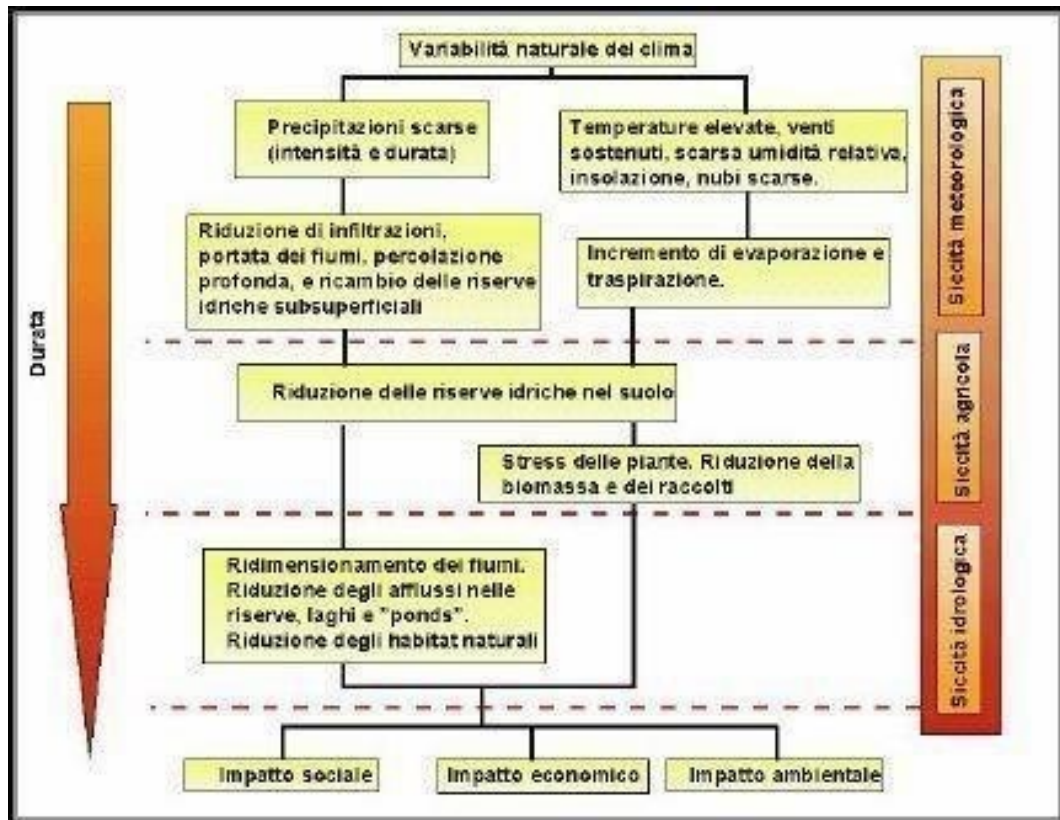 Variabilità naturale del clima
Precipitazioni scarse
(intensità e durata)
Temperature elevate, venti
sostenuti, scarsa umidità relativa,
insolazione, nubi scarse.
Riduzione di infiltrazioni,
portata dei fiumi, percolazione
profonda, e ricambio delle riserve
idriche subsuperficiali
Incremento di evaporazione e
traspirazione.
Riduzione delle riserve idriche nel suolo
Stress delle piante. Riduzione della
biomassa e dei raccolti
Ridimensionamento dei fiumi.
Riduzione degli afflussi nelle
riserve, laghi e "ponds".
Riduzione degli habitat naturali
Impatto sociale
Impatto economico
Impatto ambientale
Durata
Siccità meteorologica
Siccità agricola
Siccità idrologica